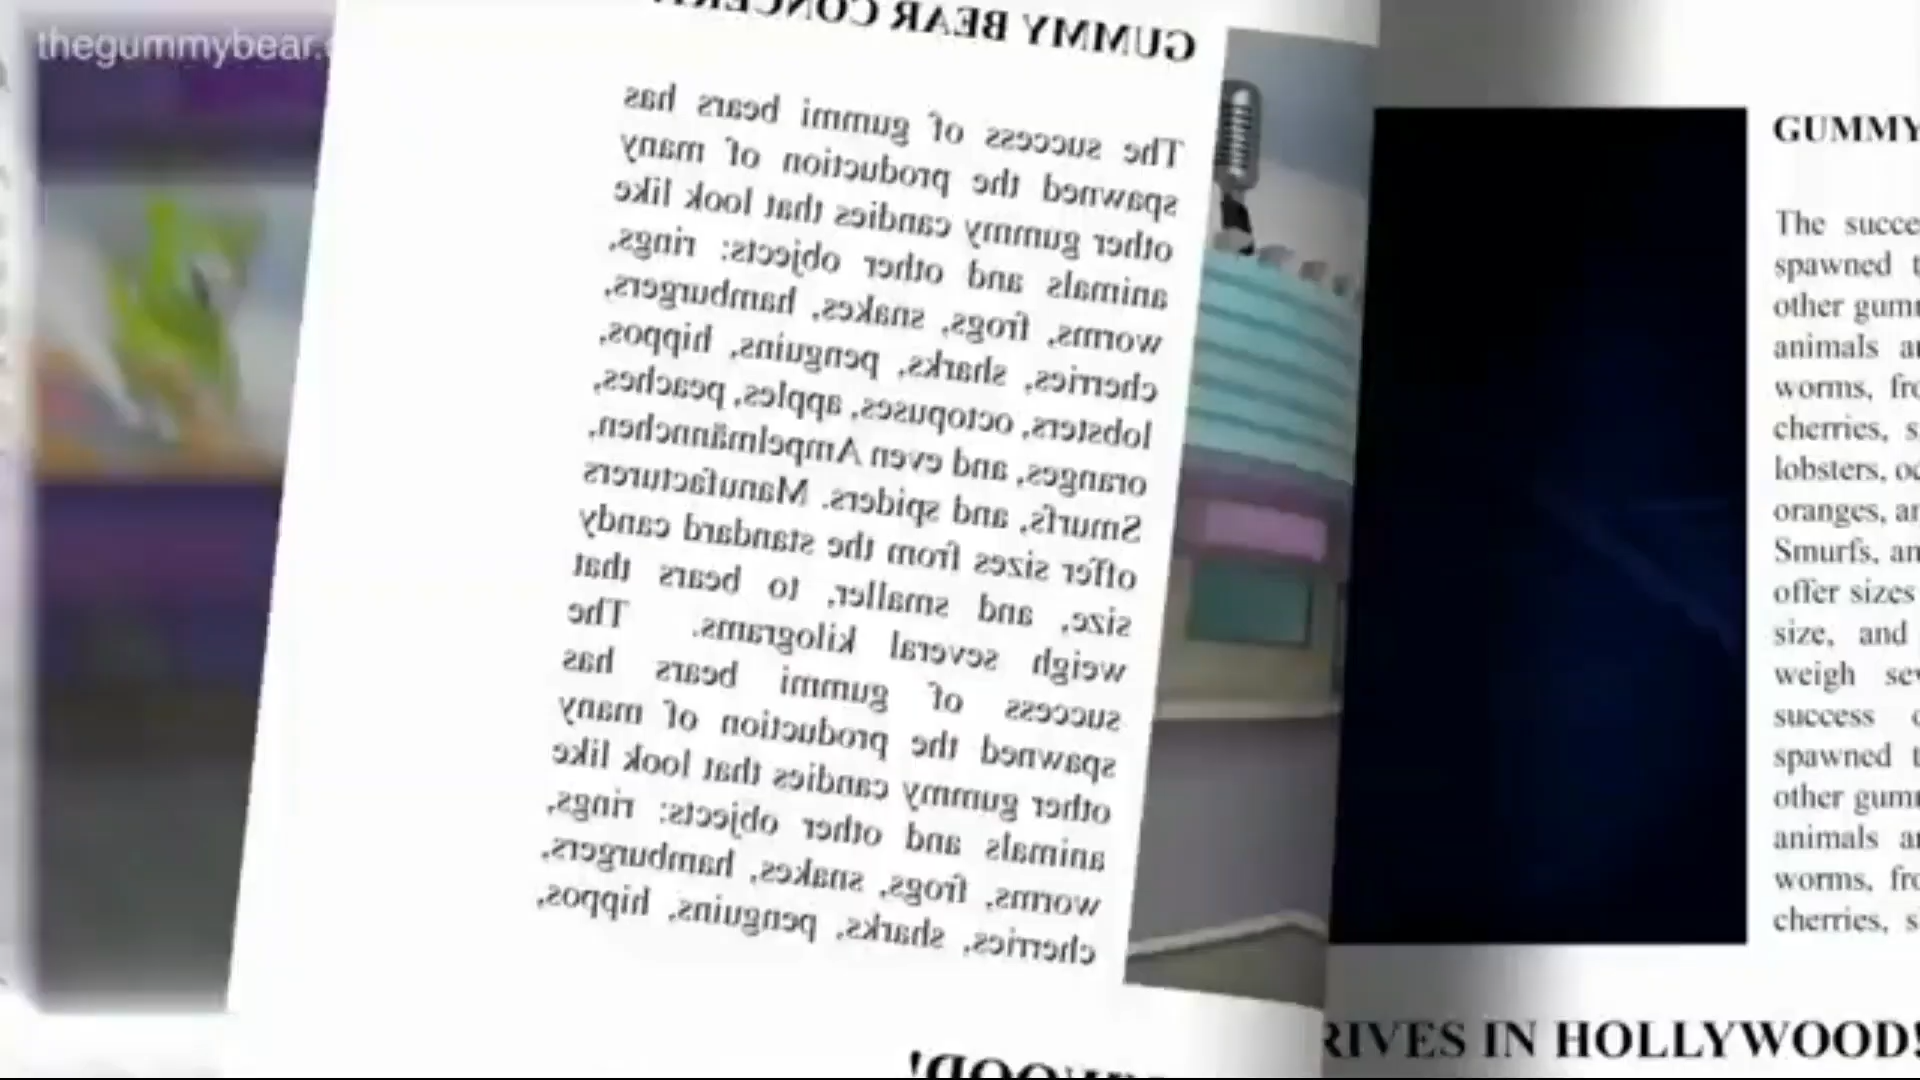 thegummybear.
GUMMY BEAR
The success of gummi bears has
spawned the production of many
other gummy candies that look like
animals and other objects: rings,
worms, frogs, snakes, hamburgers,
cherries, sharks, penguins, hippos,
lobsters, octopuses, apples, peaches,
oranges, and even Ampelmännchen,
Smurfs, and spiders. Manufacturers
offer sizes from the standard candy
size, and smaller, to bears that
weigh several kilograms. The
success of gummi bears has
spawned the production of many
other gummy candies that look like
animals and other objects: rings,
worms, frogs, snakes, hamburgers,
cherries, sharks, penguins, hippos,
GUMMY
The succe
spawned t
other gum
animals a
worms, fro
cherries, s
lobsters, oc
oranges, an
Smurfs, an
offer sizes
size, and
weigh sev
success o
spawned t
other gum
animals a
worms, fro
cherries, s
RIVES IN HOLLYWOOD!